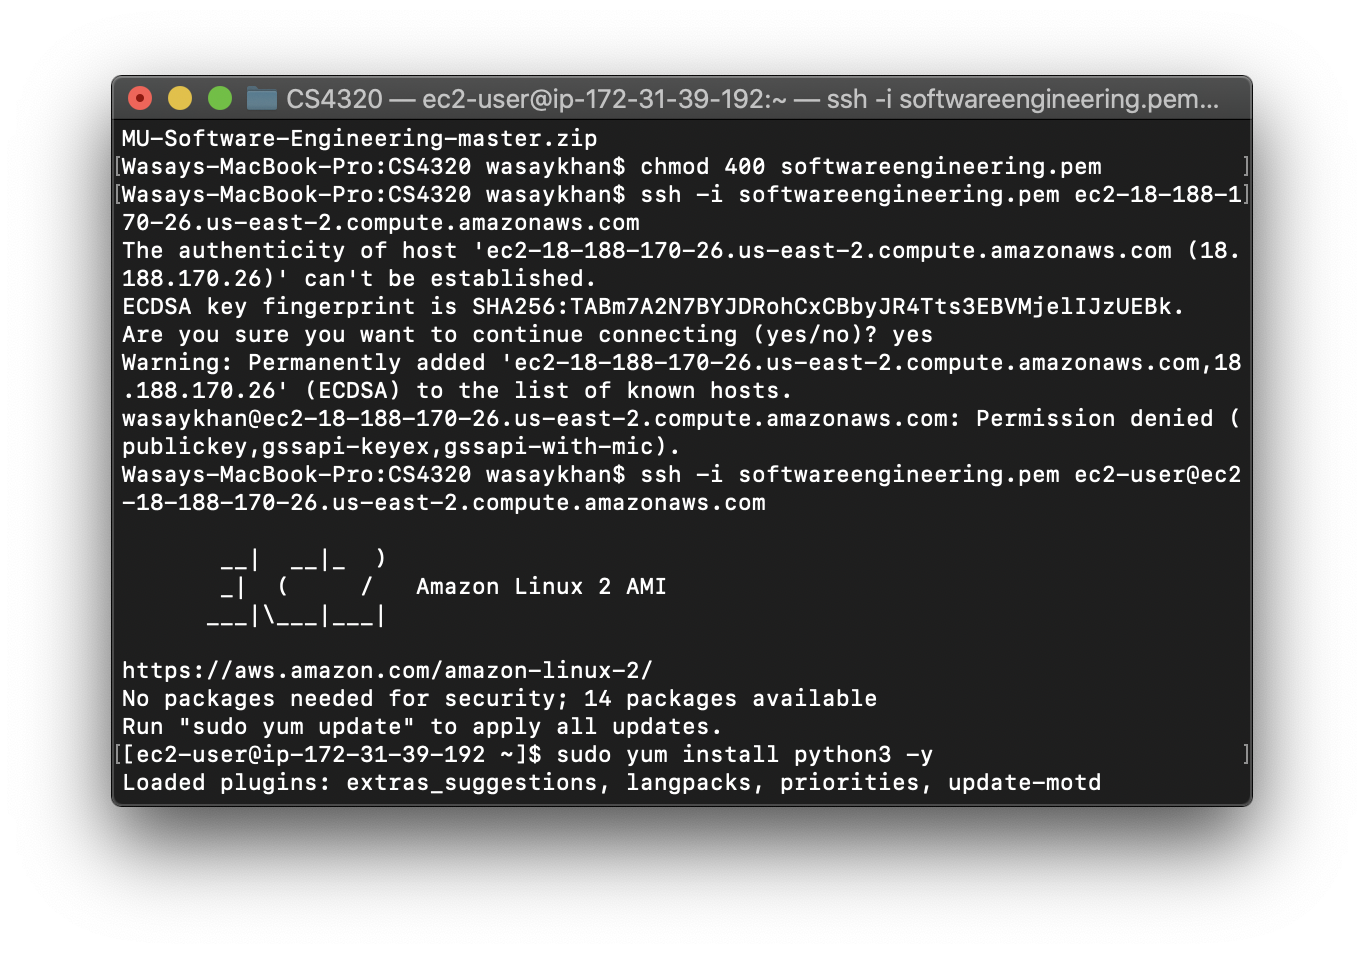 CS4320 — ec2-user@ip-172-31-39-192:~ — ssh -i softwareengineering.pem...
MU-Software-Engineering-master.zip
[Wasays-MacBook-Pro:CS4320 wasaykhan$ chmod 400 softwareengineering.pem ]
[Wasays-MacBook-Pro:CS4320 wasaykhan$ ssh -i softwareengineering.pem ec2-18-188-1]
70-26.us-east-2.compute.amazonaws.com
The authenticity of host 'ec2-18-188-170-26.us-east-2.compute.amazonaws.com (18.
188.170.26)' can't be established.
ECDSA key fingerprint is SHA256:TABm7A2N7BYJDRohCxCBbyJR4Tts3EBVMjelIJzUEBk.
Are you sure you want to continue connecting (yes/no)? yes
Warning: Permanently added 'ec2-18-188-170-26.us-east-2.compute.amazonaws.com,18
.188.170.26' (ECDSA) to the list of known hosts.
wasaykhan@ec2-18-188-170-26.us-east-2.compute.amazonaws.com: Permission denied (
publickey,gssapi-keyex,gssapi-with-mic).
Wasays-MacBook-Pro:CS4320 wasaykhan$ ssh -i softwareengineering.pem ec2-user@ec2
-18-188-170-26.us-east-2.compute.amazonaws.com
       __|  __|_  )
       _|  (     /   Amazon Linux 2 AMI
      ___|\___|___|
https://aws.amazon.com/amazon-linux-2/
No packages needed for security; 14 packages available
Run "sudo yum update" to apply all updates.
[[ec2-user@ip-172-31-39-192 ~]$ sudo yum install python3 -y ]
Loaded plugins: extras_suggestions, langpacks, priorities, update-motd